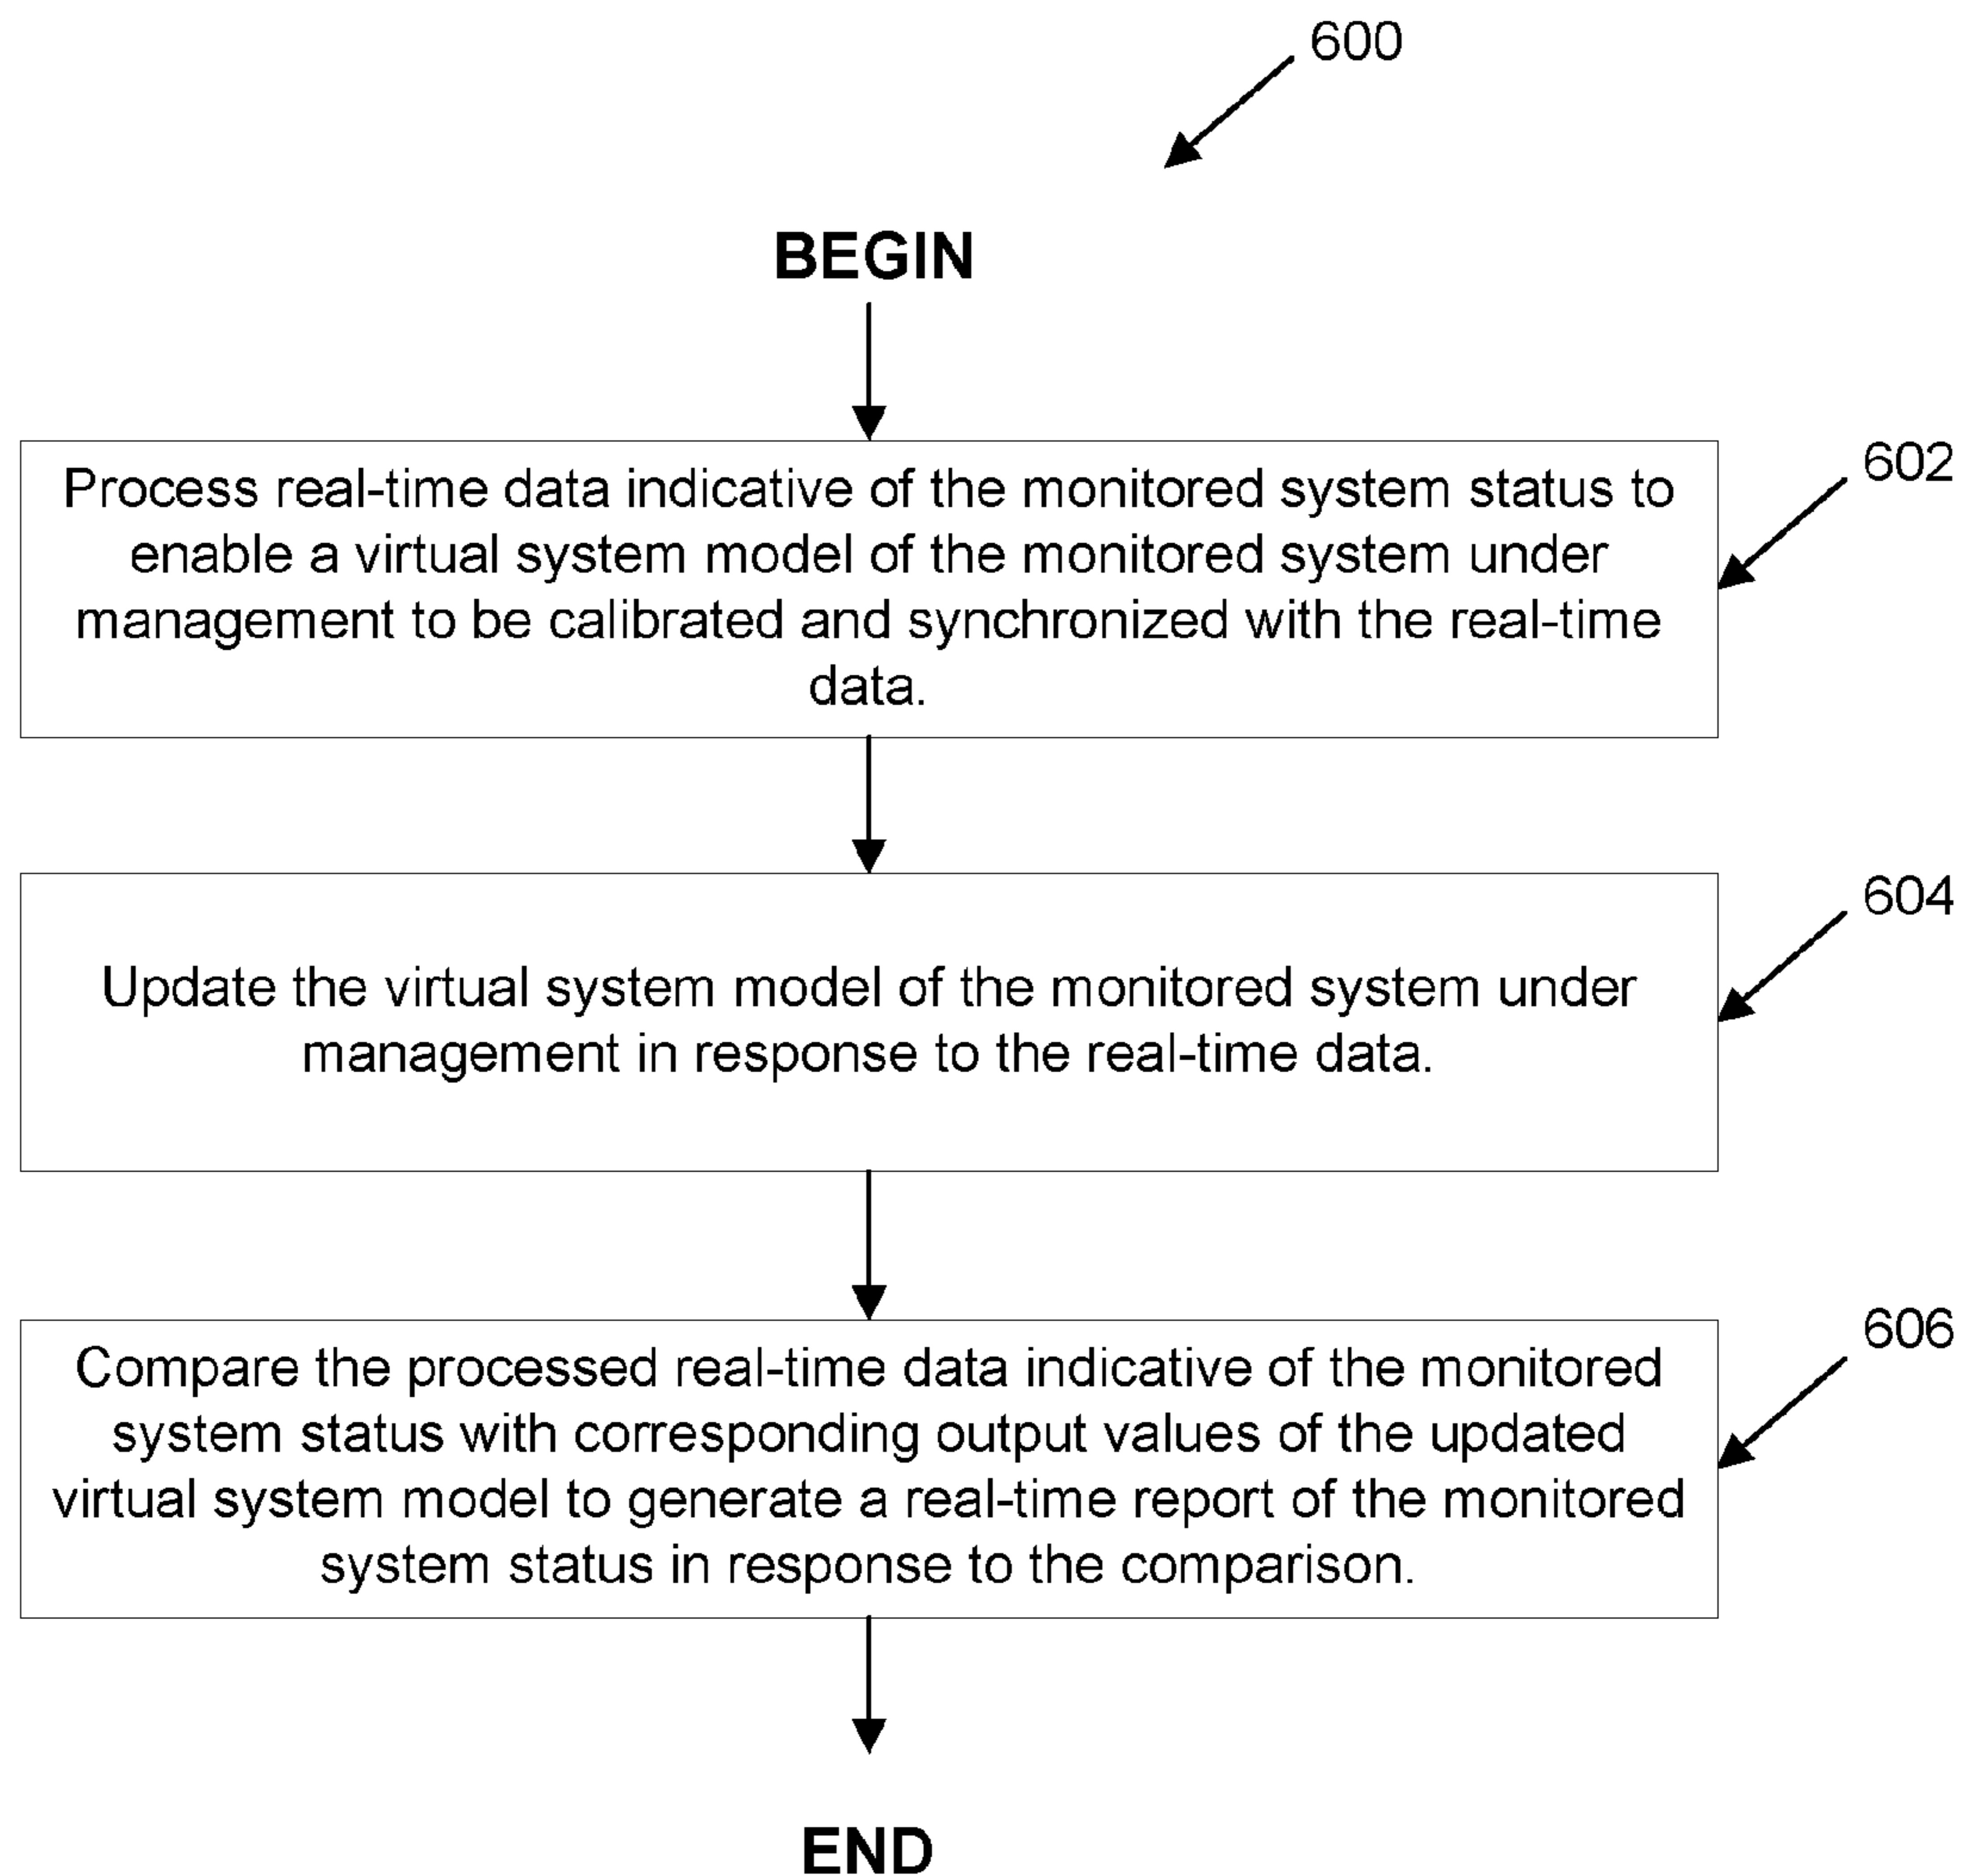 600
BEGIN
602
Process real-time data indicative of the monitored system status to
enable a virtual system model of the monitored system under
management to be calibrated and synchronized with the real-time
data.
604
Update the virtual system model of the monitored system under
management in response to the real-time data.
606
Compare the processed real-time data indicative of the monitored
system status with corresponding output values of the updated
virtual system model to generate a real-time report of the monitored
system status in response to the comparison.
END